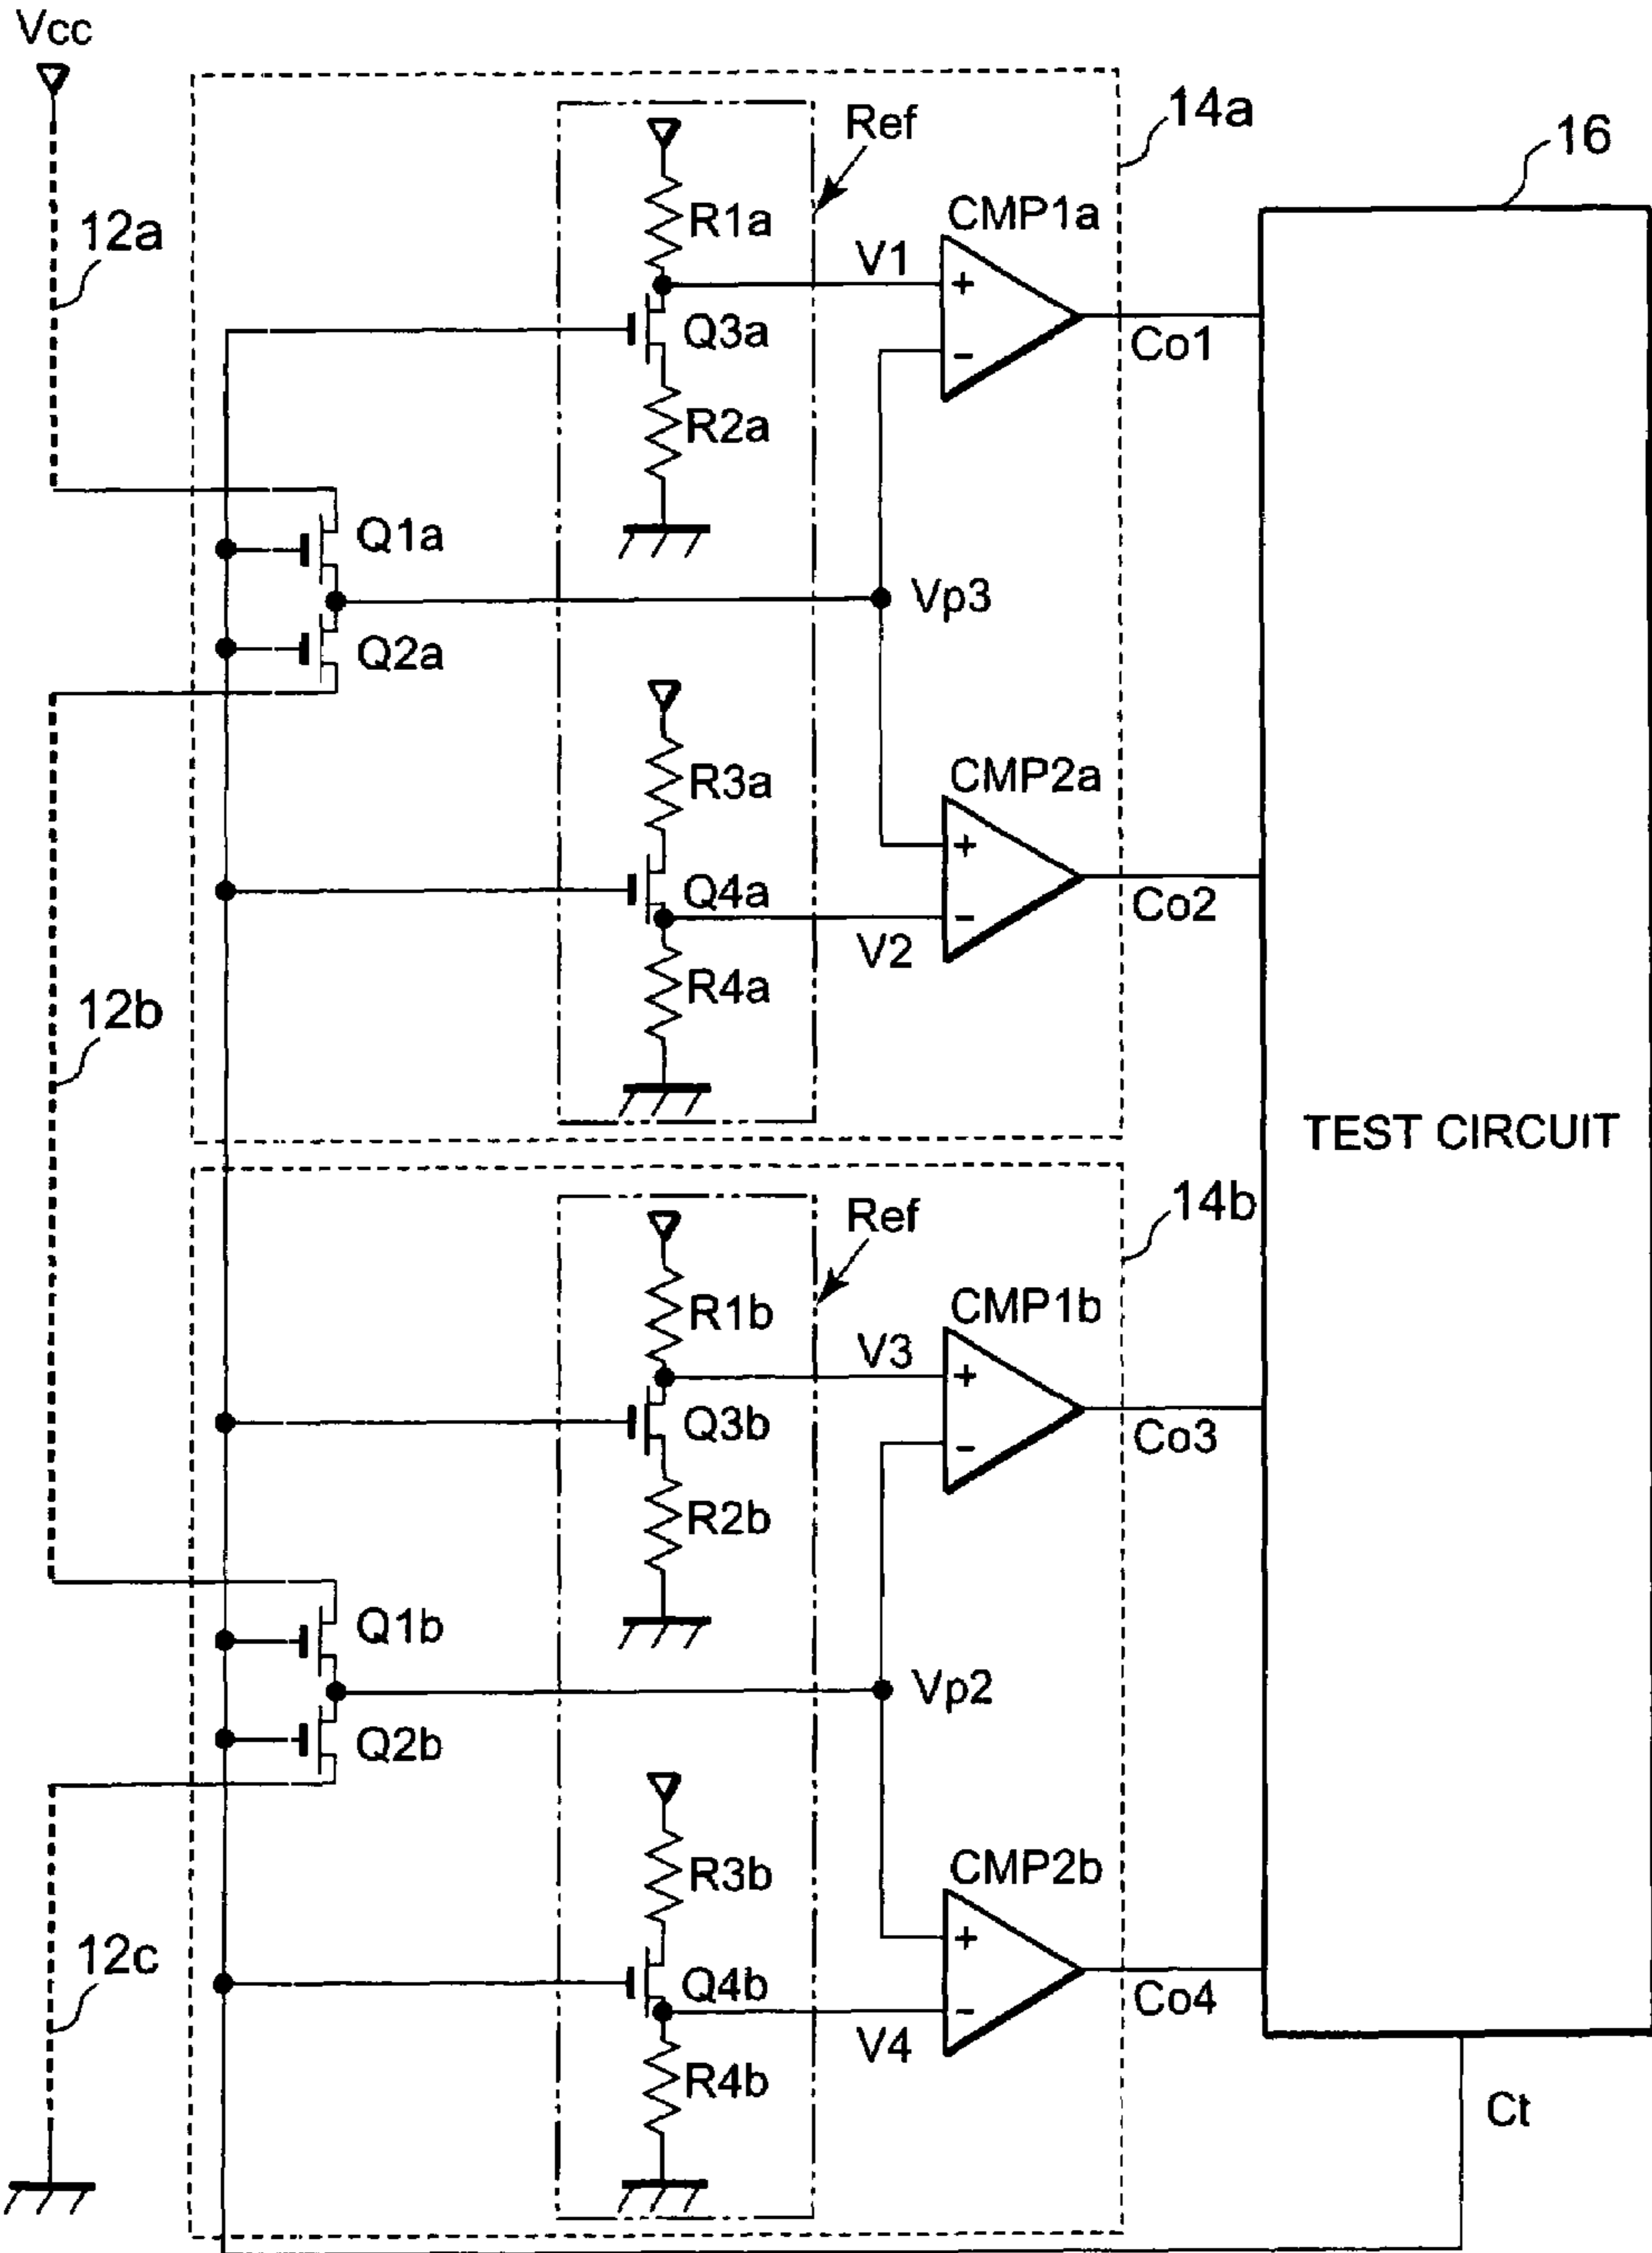 Vcc
14a
Ref
16
R1a
CMP1a
12a
V1
+
Q3a
Co1
-
R2a
Q1a
Vp3
Q2a
R3a
CMP2a
+
Q4a
Co2
-
V2
R4a
12b
TEST CIRCUIT
14b
Ref
R1b
CMP1b
V3
+
Q3b
Co3
-
R2b
Q1b
Vp2
Q2b
R3b
CMP2b
+
12c
Q4b
Co4
-
V4
R4b
Ct